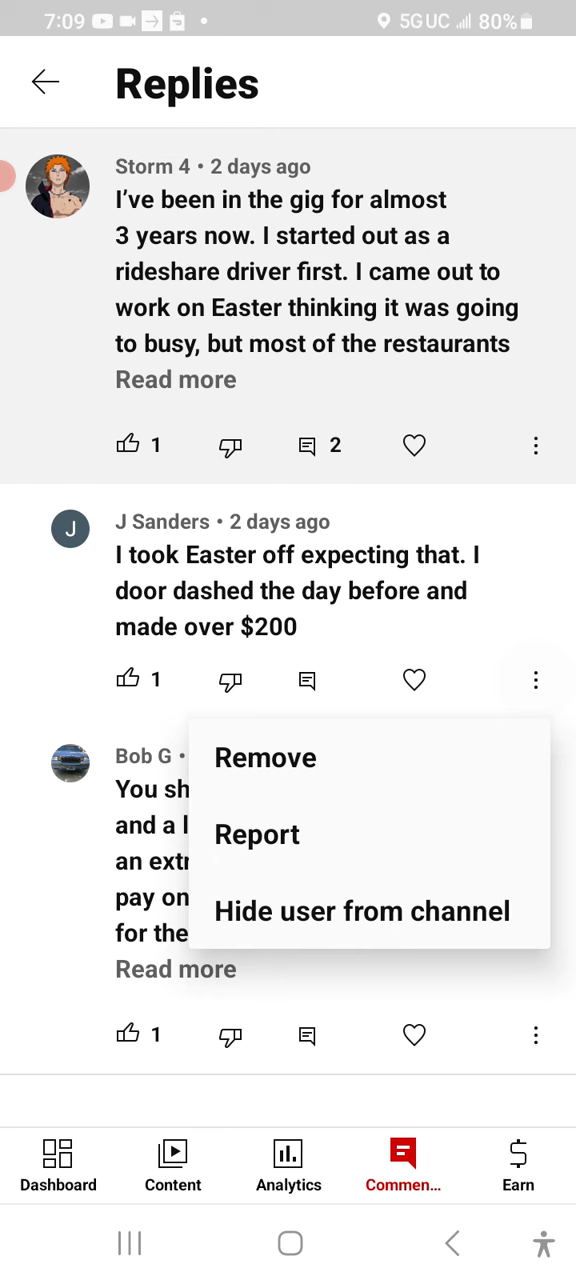 7:09
5G UC 80%
Replies
Storm 4 • 2 days ago
I’ve been in the gig for almost
3 years now. I started out as a
rideshare driver first. I came out to
work on Easter thinking it was going
to busy, but most of the restaurants
Read more
1 2
J
J Sanders • 2 days ago
I took Easter off expecting that. I
door dashed the day before and
made over $200
1
Bob G •
You sh
and a l
an extr
pay on
for the
Read more
Remove
Report
Hide user from channel
1
Dashboard Content Analytics Commen... Earn